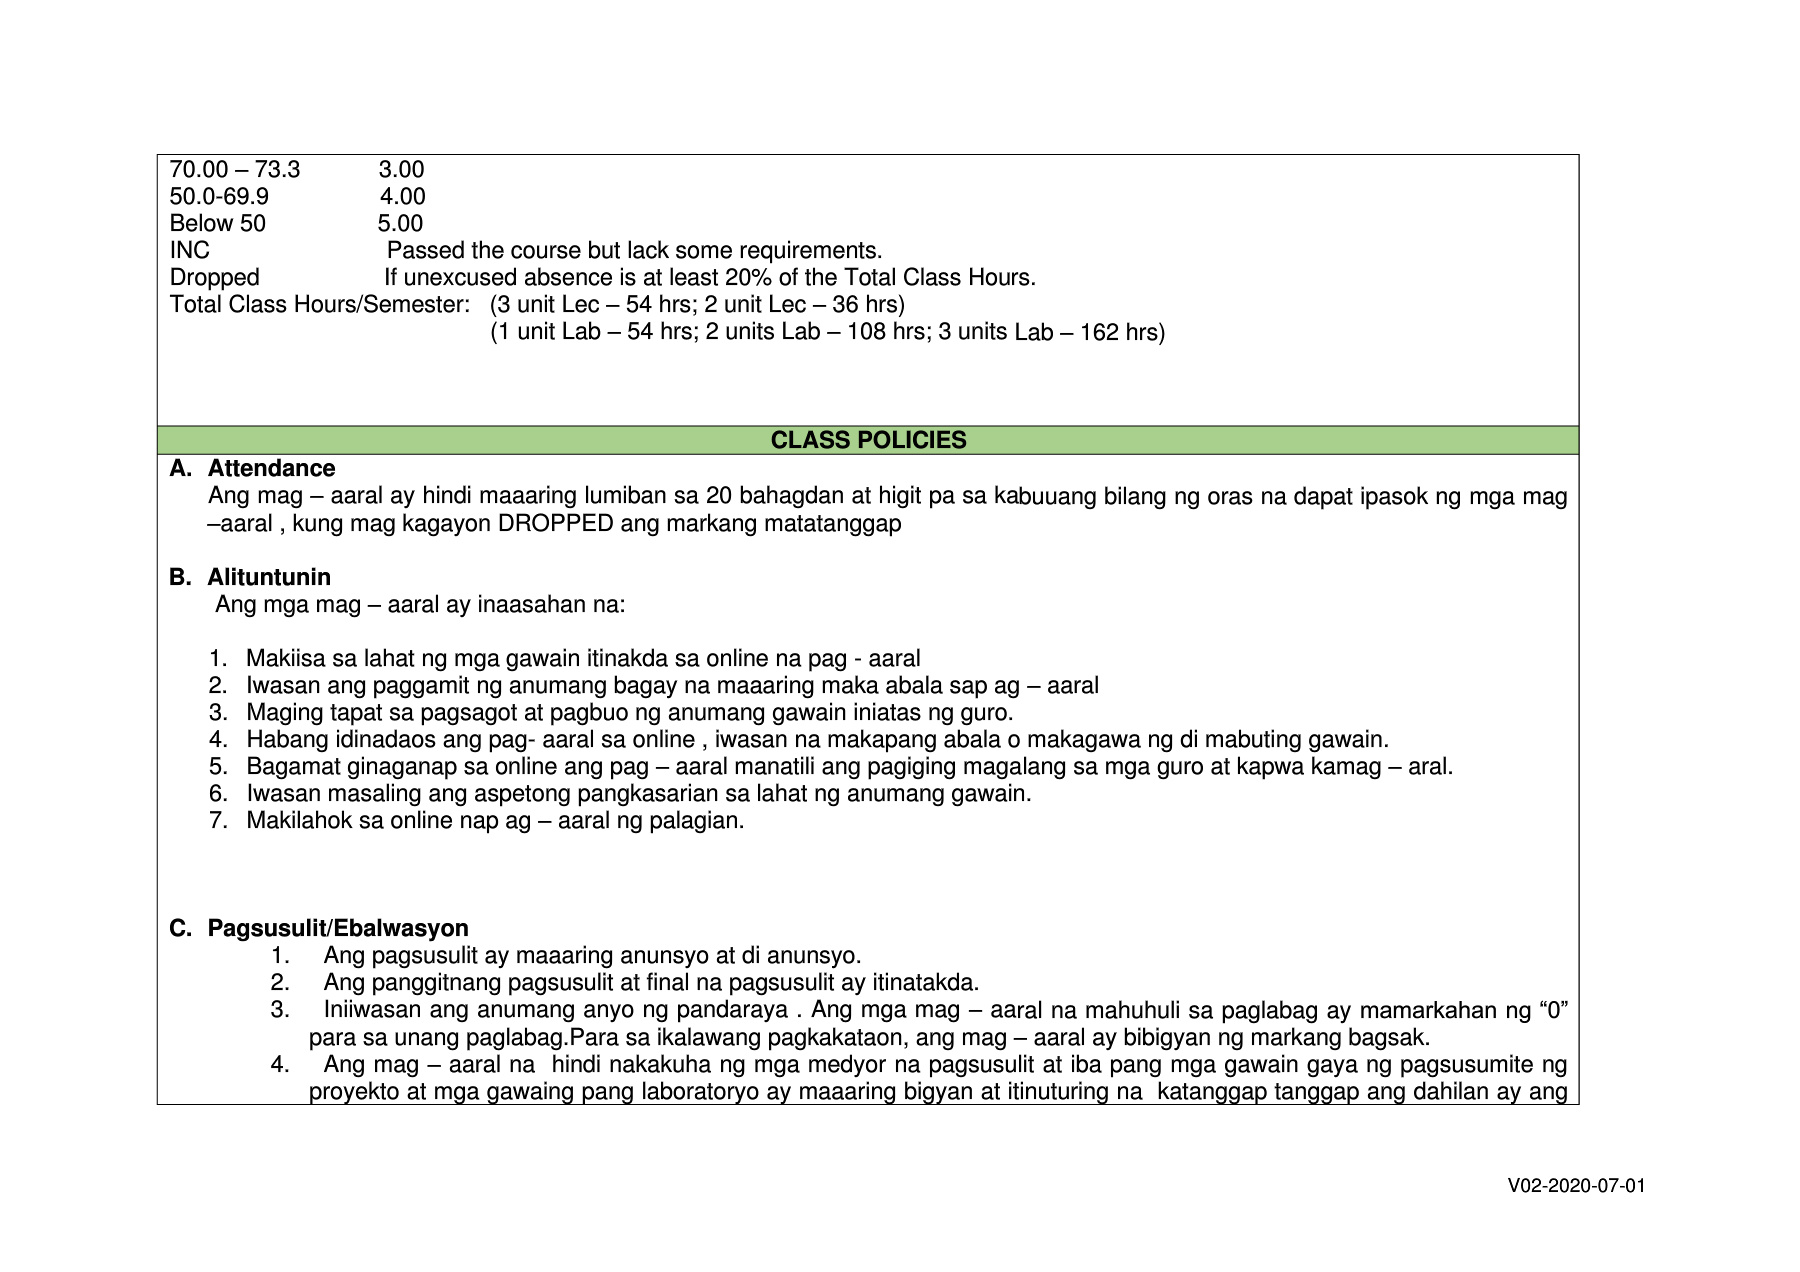 70.00 – 73.3 3.00
50.0-69.9 4.00
Below 50 5.00
INC Passed the course but lack some requirements.
Dropped If unexcused absence is at least 20% of the Total Class Hours.
Total Class Hours/Semester: (3 unit Lec – 54 hrs; 2 unit Lec – 36 hrs)
(1 unit Lab – 54 hrs; 2 units Lab – 108 hrs; 3 units Lab – 162 hrs)
CLASS POLICIES
A. Attendance
Ang mag – aaral ay hindi maaaring lumiban sa 20 bahagdan at higit pa sa kabuuang bilang ng oras na dapat ipasok ng mga mag
–aaral , kung mag kagayon DROPPED ang markang matatanggap
B. Alituntunin
Ang mga mag – aaral ay inaasahan na:
1. Makiisa sa lahat ng mga gawain itinakda sa online na pag - aaral
2. Iwasan ang paggamit ng anumang bagay na maaaring maka abala sap ag – aaral
3. Maging tapat sa pagsagot at pagbuo ng anumang gawain iniatas ng guro.
4. Habang idinadaos ang pag- aaral sa online , iwasan na makapang abala o makagawa ng di mabuting gawain.
5. Bagamat ginaganap sa online ang pag – aaral manatili ang pagiging magalang sa mga guro at kapwa kamag – aral.
6. Iwasan masaling ang aspetong pangkasarian sa lahat ng anumang gawain.
7. Makilahok sa online nap ag – aaral ng palagian.
C. Pagsusulit/Ebalwasyon
1. Ang pagsusulit ay maaaring anunsyo at di anunsyo.
2. Ang panggitnang pagsusulit at final na pagsusulit ay itinatakda.
3. Iniiwasan ang anumang anyo ng pandaraya . Ang mga mag – aaral na mahuhuli sa paglabag ay mamarkahan ng “0”
para sa unang paglabag.Para sa ikalawang pagkakataon, ang mag – aaral ay bibigyan ng markang bagsak.
4. Ang mag – aaral na hindi nakakuha ng mga medyor na pagsusulit at iba pang mga gawain gaya ng pagsusumite ng
proyekto at mga gawaing pang laboratoryo ay maaaring bigyan at itinuturing na katanggap tanggap ang dahilan ay ang
V02-2020-07-01